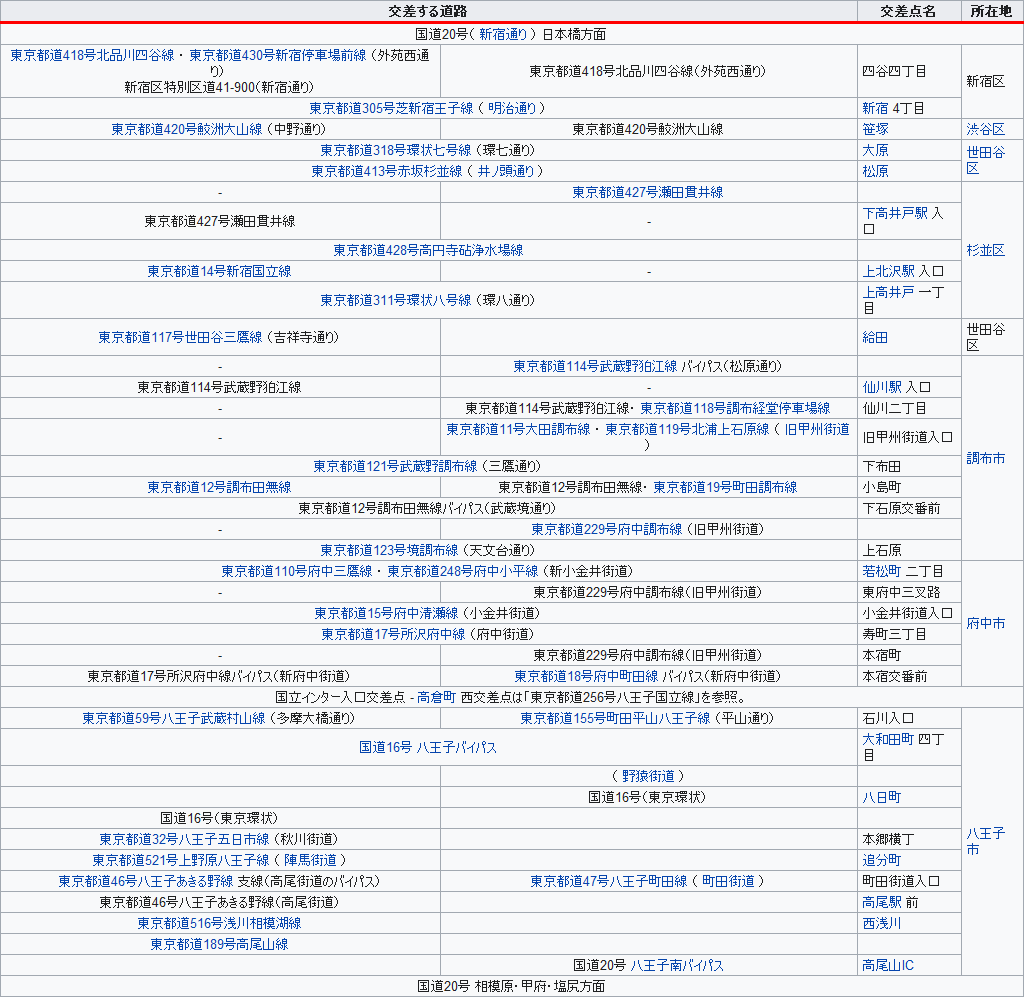 交差する道路 交差点名 所在地
国道20号( 新宿通り ) 日本橋方面
東京都道418号北品川四谷線・ 東京都道430号新宿停車場前線 (外苑西通
り)
新宿区特別区道41-900(新宿通り)
東京都道418号北品川四谷線(外苑西通り)
四谷四丁目
新宿区
東京都道305号芝新宿王子線 ( 明治通り )
新宿 4丁目
東京都道420号鮫洲大山線 (中野通り)
東京都道420号鮫洲大山線
笹塚
渋谷区
東京都道318号環状七号線 (環七通り)
大原
世田谷
区
東京都道413号赤坂杉並線 ( 井ノ頭通り )
松原
-
東京都道427号瀬田貫井線
杉並区
東京都道427号瀬田貫井線
-
下高井戸駅 入
口
東京都道428号高円寺砧浄水場線
東京都道14号新宿国立線
-
上北沢駅 入口
東京都道311号環状八号線 (環八通り)
上高井戸 一丁
目
東京都道117号世田谷三鷹線 (吉祥寺通り)
給田
世田谷
区
-
東京都道114号武蔵野狛江線 バイパス(松原通り)
調布市
東京都道114号武蔵野狛江線
-
仙川駅 入口
-
東京都道114号武蔵野狛江線・ 東京都道118号調布経堂停車場線
仙川二丁目
-
東京都道11号大田調布線・ 東京都道119号北浦上石原線 ( 旧甲州街道
)
旧甲州街道入口
東京都道121号武蔵野調布線 (三鷹通り)
下布田
東京都道12号調布田無線
東京都道12号調布田無線・ 東京都道19号町田調布線
小島町
東京都道12号調布田無線バイパス(武蔵境通り)
下石原交番前
-
東京都道229号府中調布線 (旧甲州街道)
東京都道123号境調布線 (天文台通り)
上石原
東京都道110号府中三鷹線・ 東京都道248号府中小平線 (新小金井街道)
若松町 二丁目
府中市
-
東京都道229号府中調布線(旧甲州街道)
東府中三叉路
東京都道15号府中清瀬線 (小金井街道)
小金井街道入口
東京都道17号所沢府中線 (府中街道)
寿町三丁目
-
東京都道229号府中調布線(旧甲州街道)
本宿町
東京都道17号所沢府中線バイパス(新府中街道)
東京都道18号府中町田線 バイパス(新府中街道)
本宿交番前
国立インター入口交差点 - 高倉町 西交差点は「東京都道256号八王子国立線」を参照。
東京都道59号八王子武蔵村山線 (多摩大橋通り)
東京都道155号町田平山八王子線 (平山通り)
石川入口
八王子
市
国道16号 八王子バイパス
大和田町 四丁
目
( 野猿街道 )
国道16号(東京環状)
八日町
国道16号(東京環状)
東京都道32号八王子五日市線 (秋川街道)
本郷横丁
東京都道521号上野原八王子線 ( 陣馬街道 )
追分町
東京都道46号八王子あきる野線 支線(高尾街道のバイパス)
東京都道47号八王子町田線 ( 町田街道 )
町田街道入口
東京都道46号八王子あきる野線(高尾街道)
高尾駅 前
東京都道516号浅川相模湖線
西浅川
東京都道189号高尾山線
国道20号 八王子南バイパス
高尾山IC
国道20号 相模原・甲府・塩尻方面